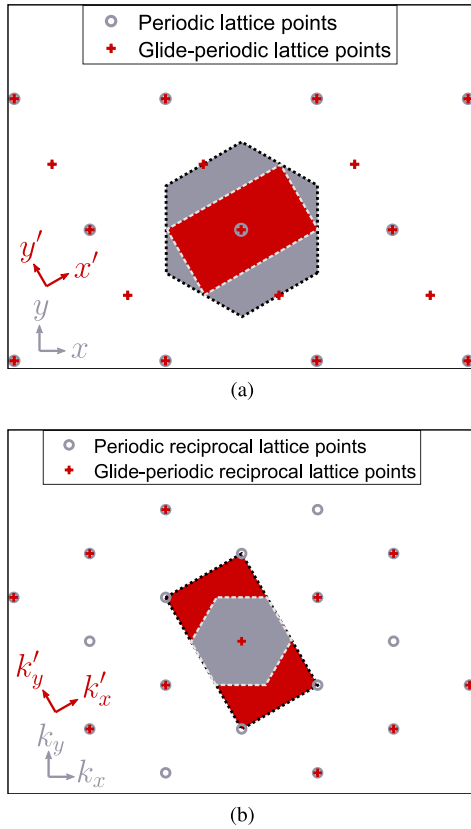 Periodic lattice points
Glide-periodic lattice points
y′
x′
y
x
(a)
Periodic reciprocal lattice points
Glide-periodic reciprocal lattice points
k′y
k′x
ky
kx
(b)